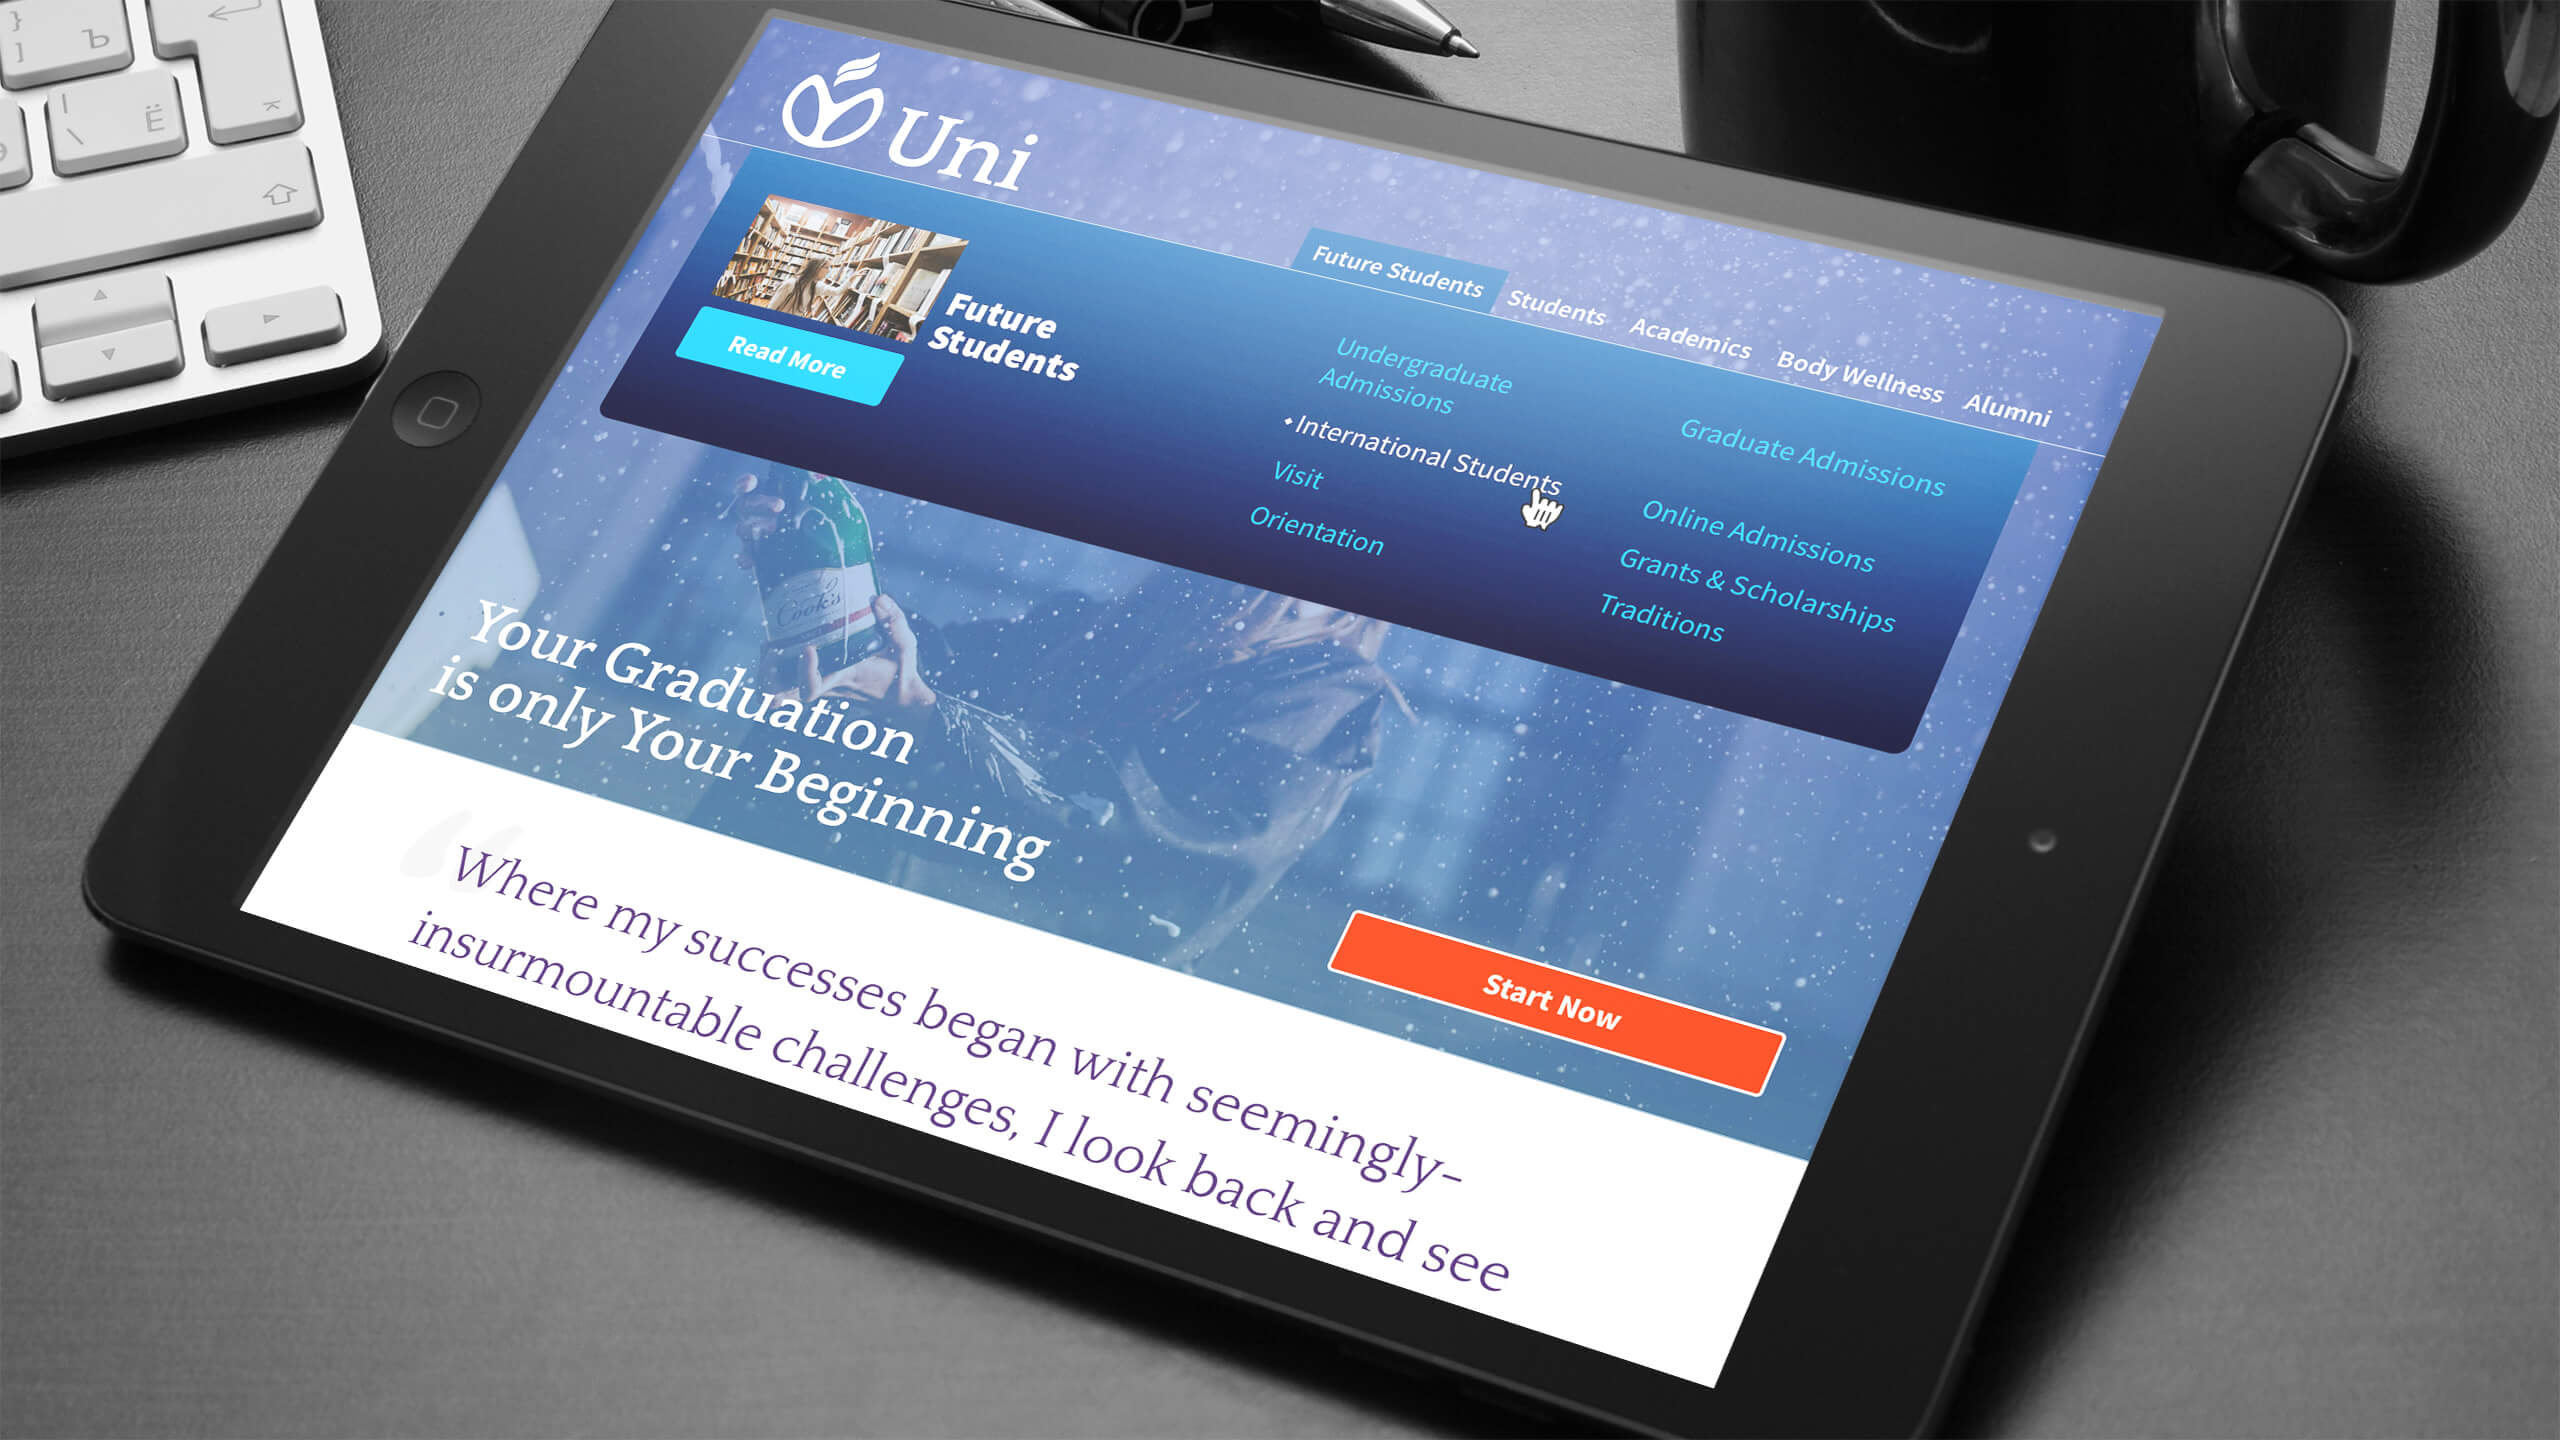 }
]
Ъ
|
\
Ё
Uni
Future Students
Students
Academics
Body Wellness
Alumni
Future
Students
Read More
Undergraduate
Admissions
International Students
Visit
Orientation
Graduate Admissions
Online Admissions
Grants & Scholarships
Traditions
Cook's
Your Graduation
is only Your Beginning
Start Now
“Where my successes began with seemingly-
insurmountable challenges, I look back and see